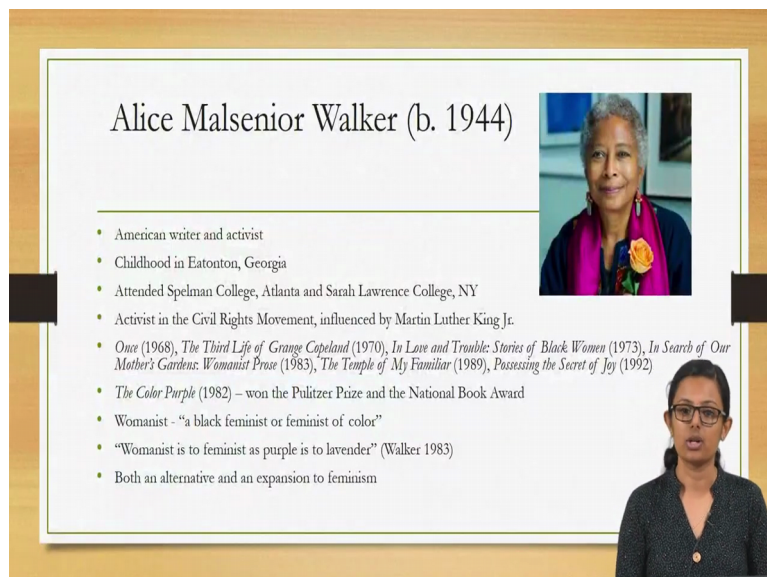 Alice Malsenior Walker (b. 1944)
• American writer and activist
• Childhood in Eatonton, Georgia
• Attended Spelman College, Atlanta and Sarah Lawrence College, NY
• Activist in the Civil Rights Movement, influenced by Martin Luther King Jr.
• Once (1968), The Third Life of Grange Copeland (1970), In Love and Trouble: Stories of Black Women (1973), In Search of Our
Mother's Gardens: Womanist Prose (1983), The Temple of My Familiar (1989), Possessing the Secret of Joy (1992)
• The Color Purple (1982) – won the Pulitzer Prize and the National Book Award
• Womanist - “a black feminist or feminist of color”
• “Womanist is to feminist as purple is to lavender” (Walker 1983)
• Both an alternative and an expansion to feminism